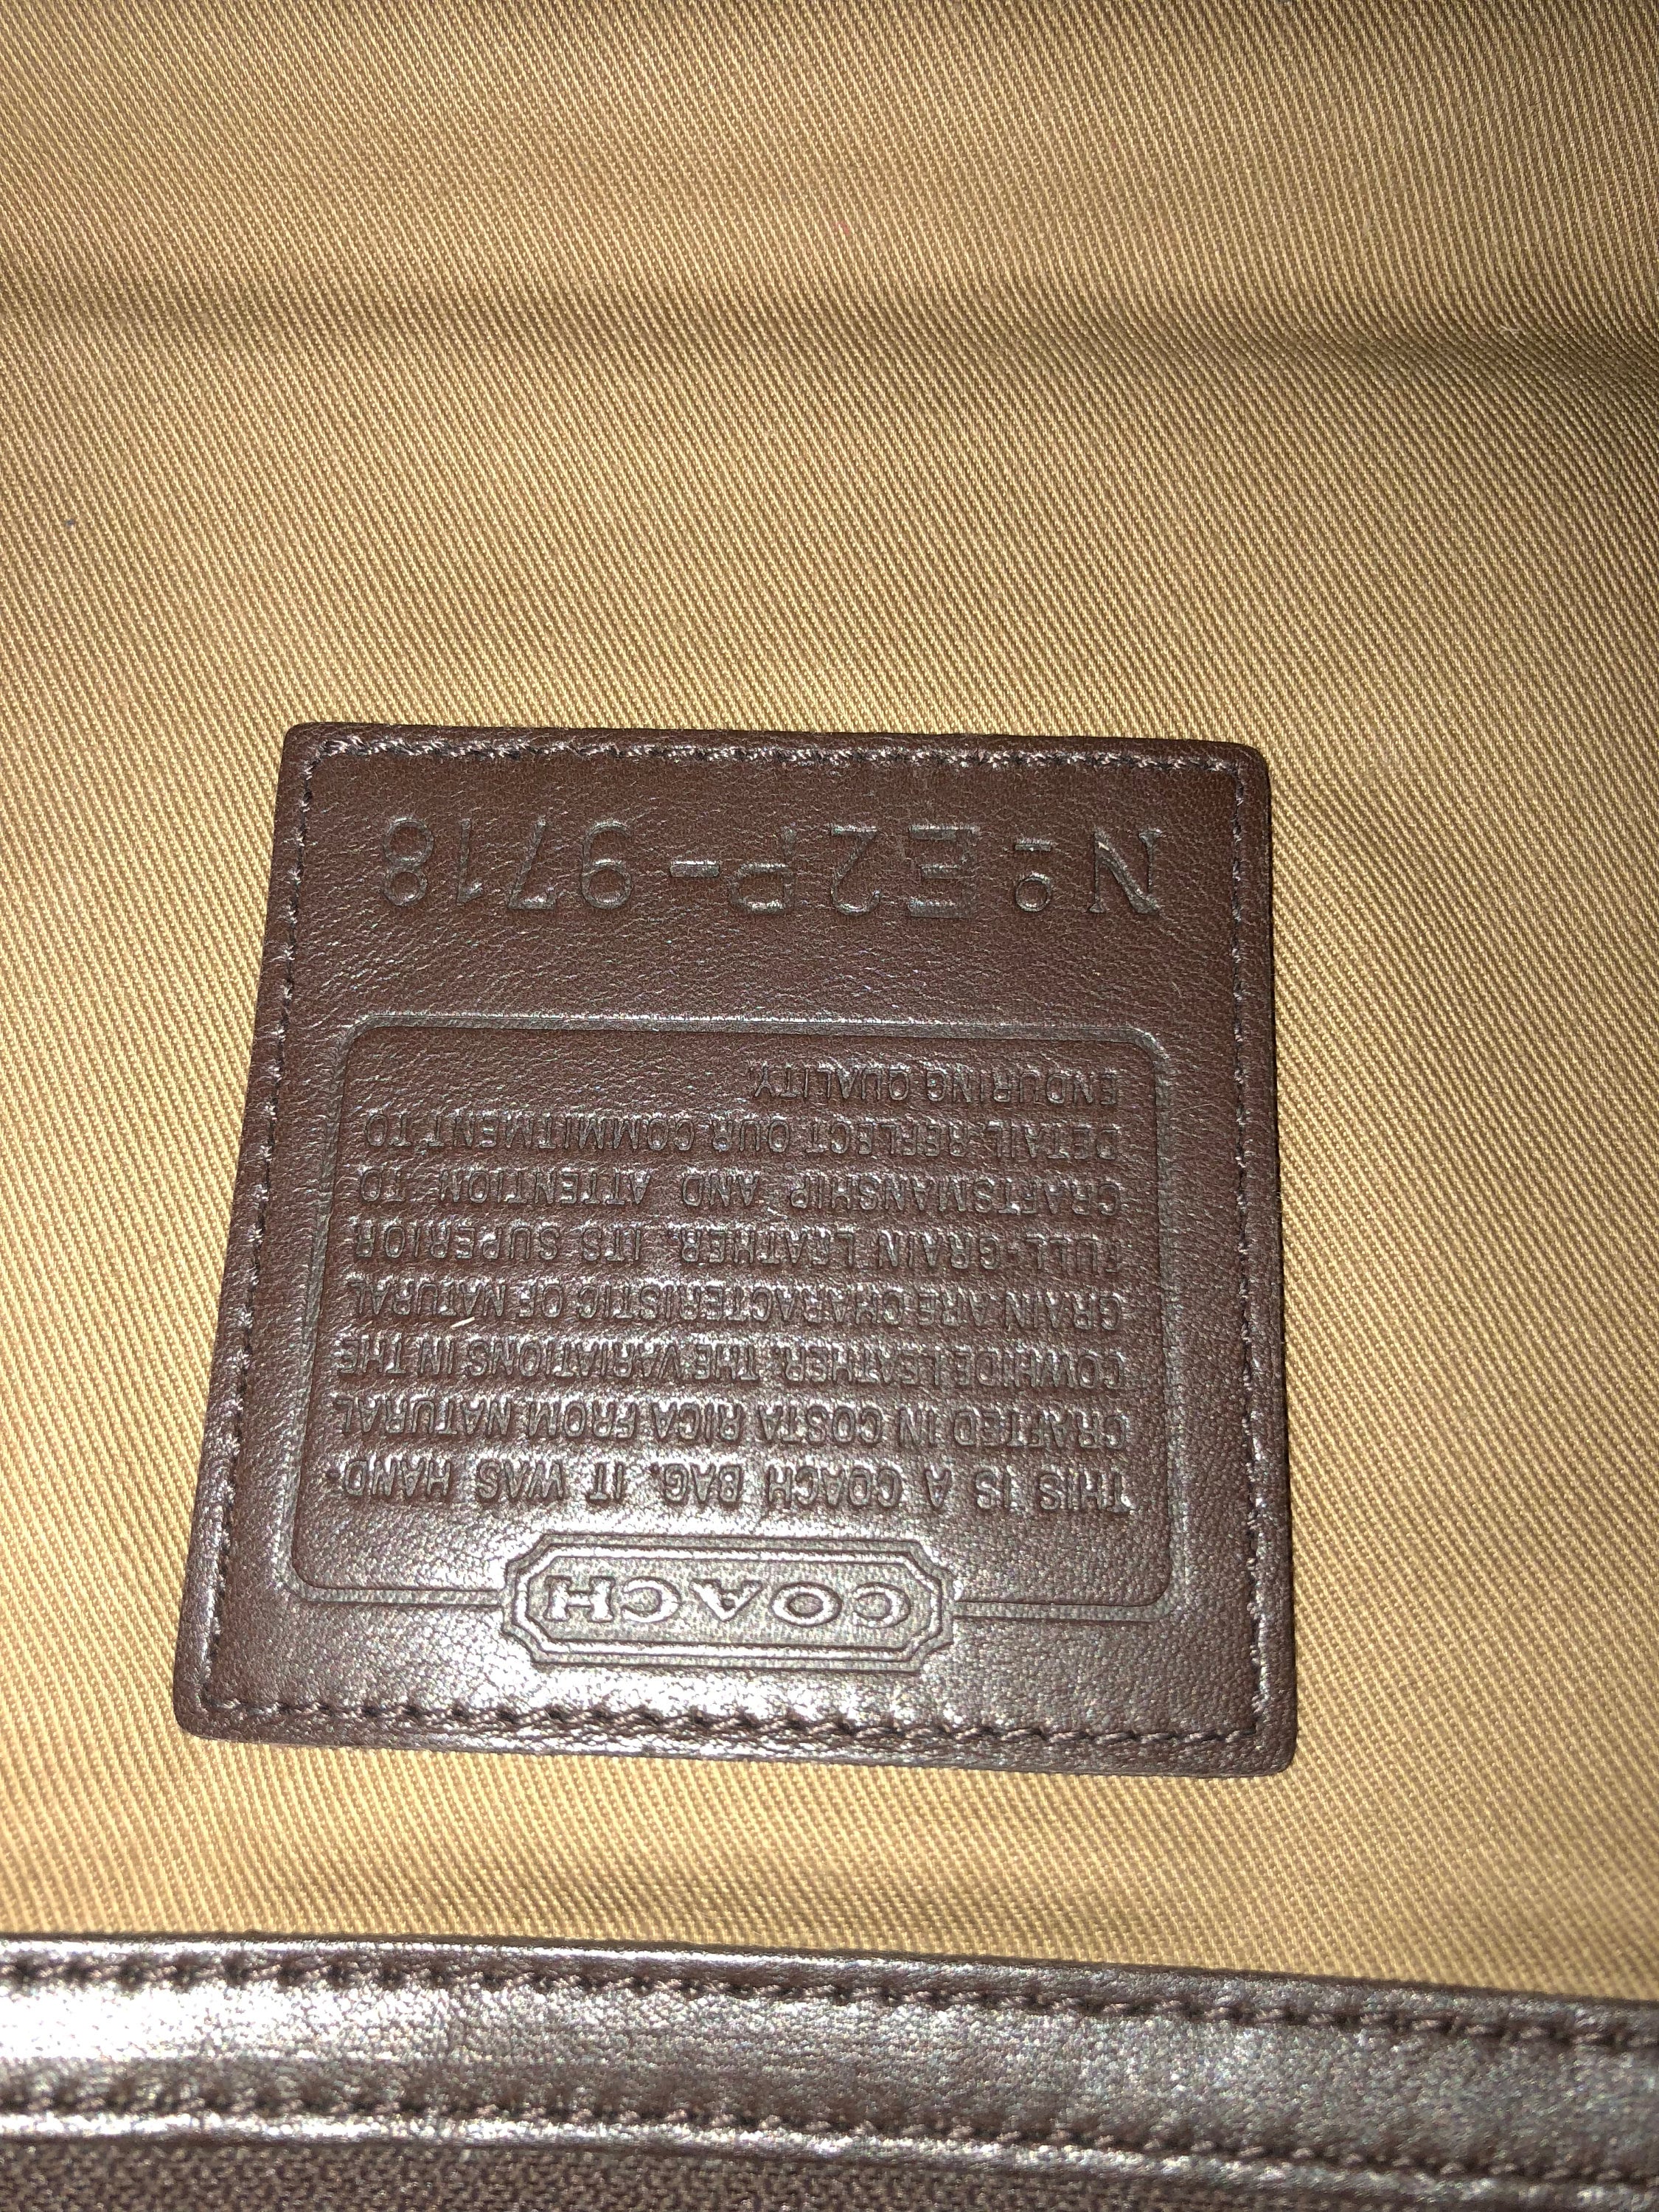 COACH
THIS IS A COACH BAG. IT WAS HAND-
CRAFTED IN COSTA RICA FROM NATURAL
COWHIDE LEATHER. THE VARIATIONS IN THE
GRAIN ARE CHARACTERISTIC OF NATURAL
FULL-GRAIN LEATHER. ITS SUPERIOR
CRAFTSMANSHIP AND ATTENTION TO
DETAIL REFLECT OUR COMMITMENT TO
ENDURING QUALITY.
Nº E2P-9718